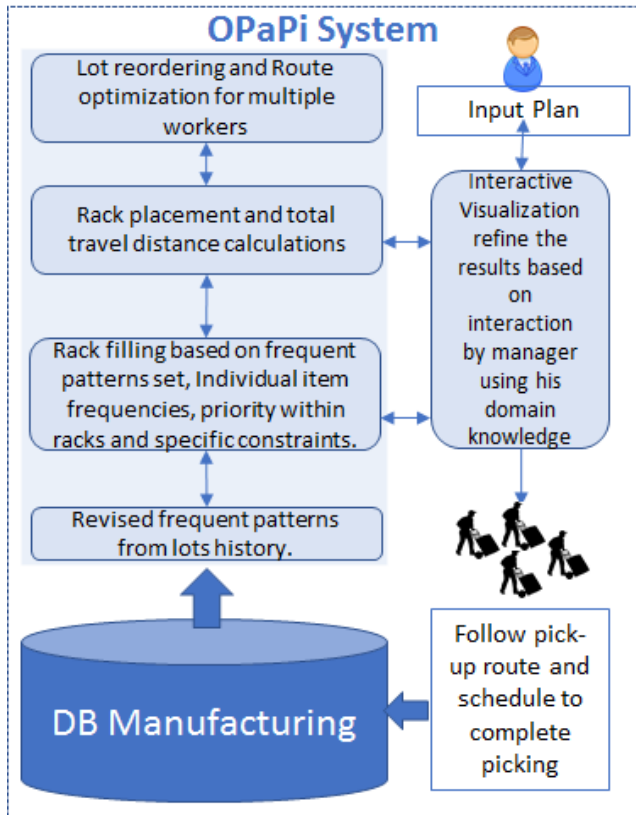 OPaPi System
Lot reordering and Route
optimization for multiple
workers
Input Plan
Rack placement and total
travel distance calculations
Interactive
Visualization
refine the
results based
on
interaction
by manager
using his
domain
knowledge
Rack filling based on frequent
patterns set, Individual item
frequencies, priority within
racks and specific constraints.
Revised frequent patterns
from lots history.
DB Manufacturing
Follow pick-
up route and
schedule to
complete
picking